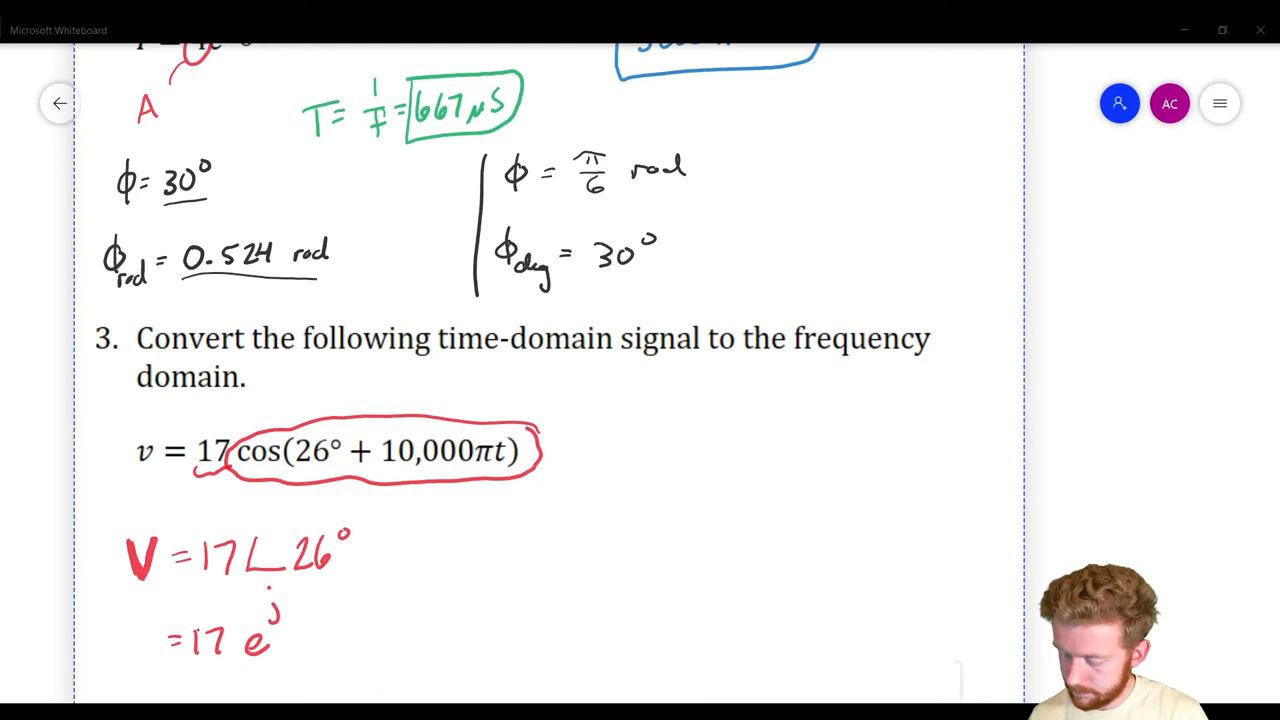 Microsoft Whiteboard
A
T = 1/f = 667 μs
AC
φ = 30°
φ = π/6 rad
φrad = 0.524 rad
φdeg = 30°
3. Convert the following time-domain signal to the frequency
domain.
v = 17 cos(26° + 10,000πt)
V = 17 ∠ 26°
= 17 e^j